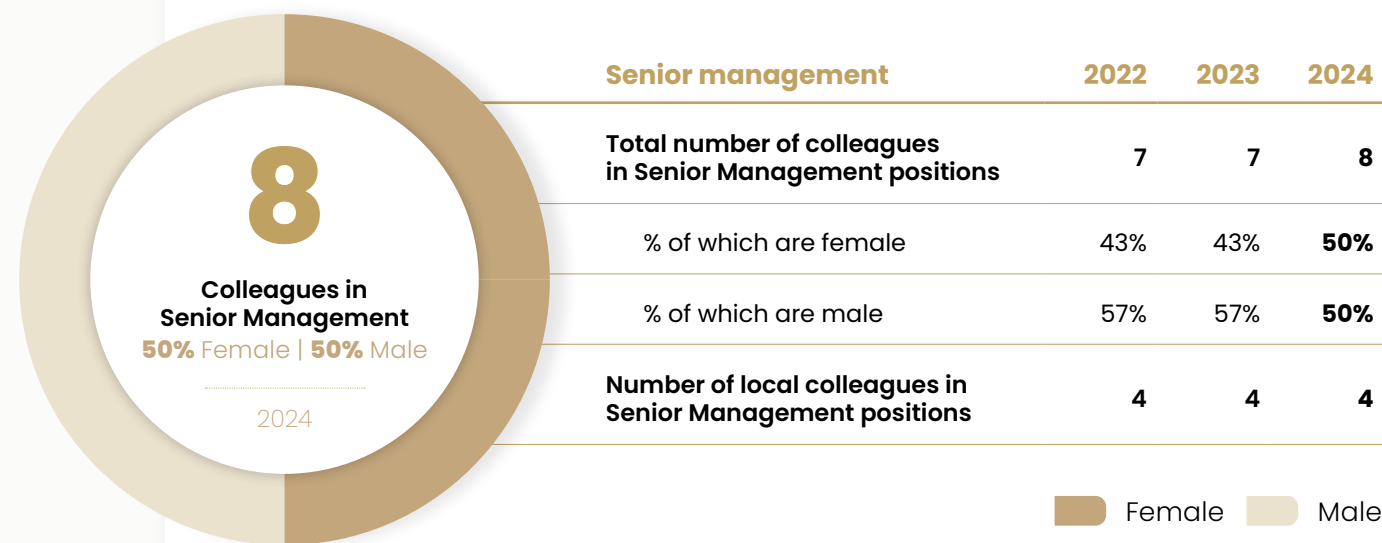 8
Colleagues in
Senior Management
50% Female | 50% Male
2024
Senior management 2022 2023 2024
Total number of colleagues
in Senior Management positions 7 7 8
% of which are female 43% 43% 50%
% of which are male 57% 57% 50%
Number of local colleagues in
Senior Management positions 4 4 4
Female Male